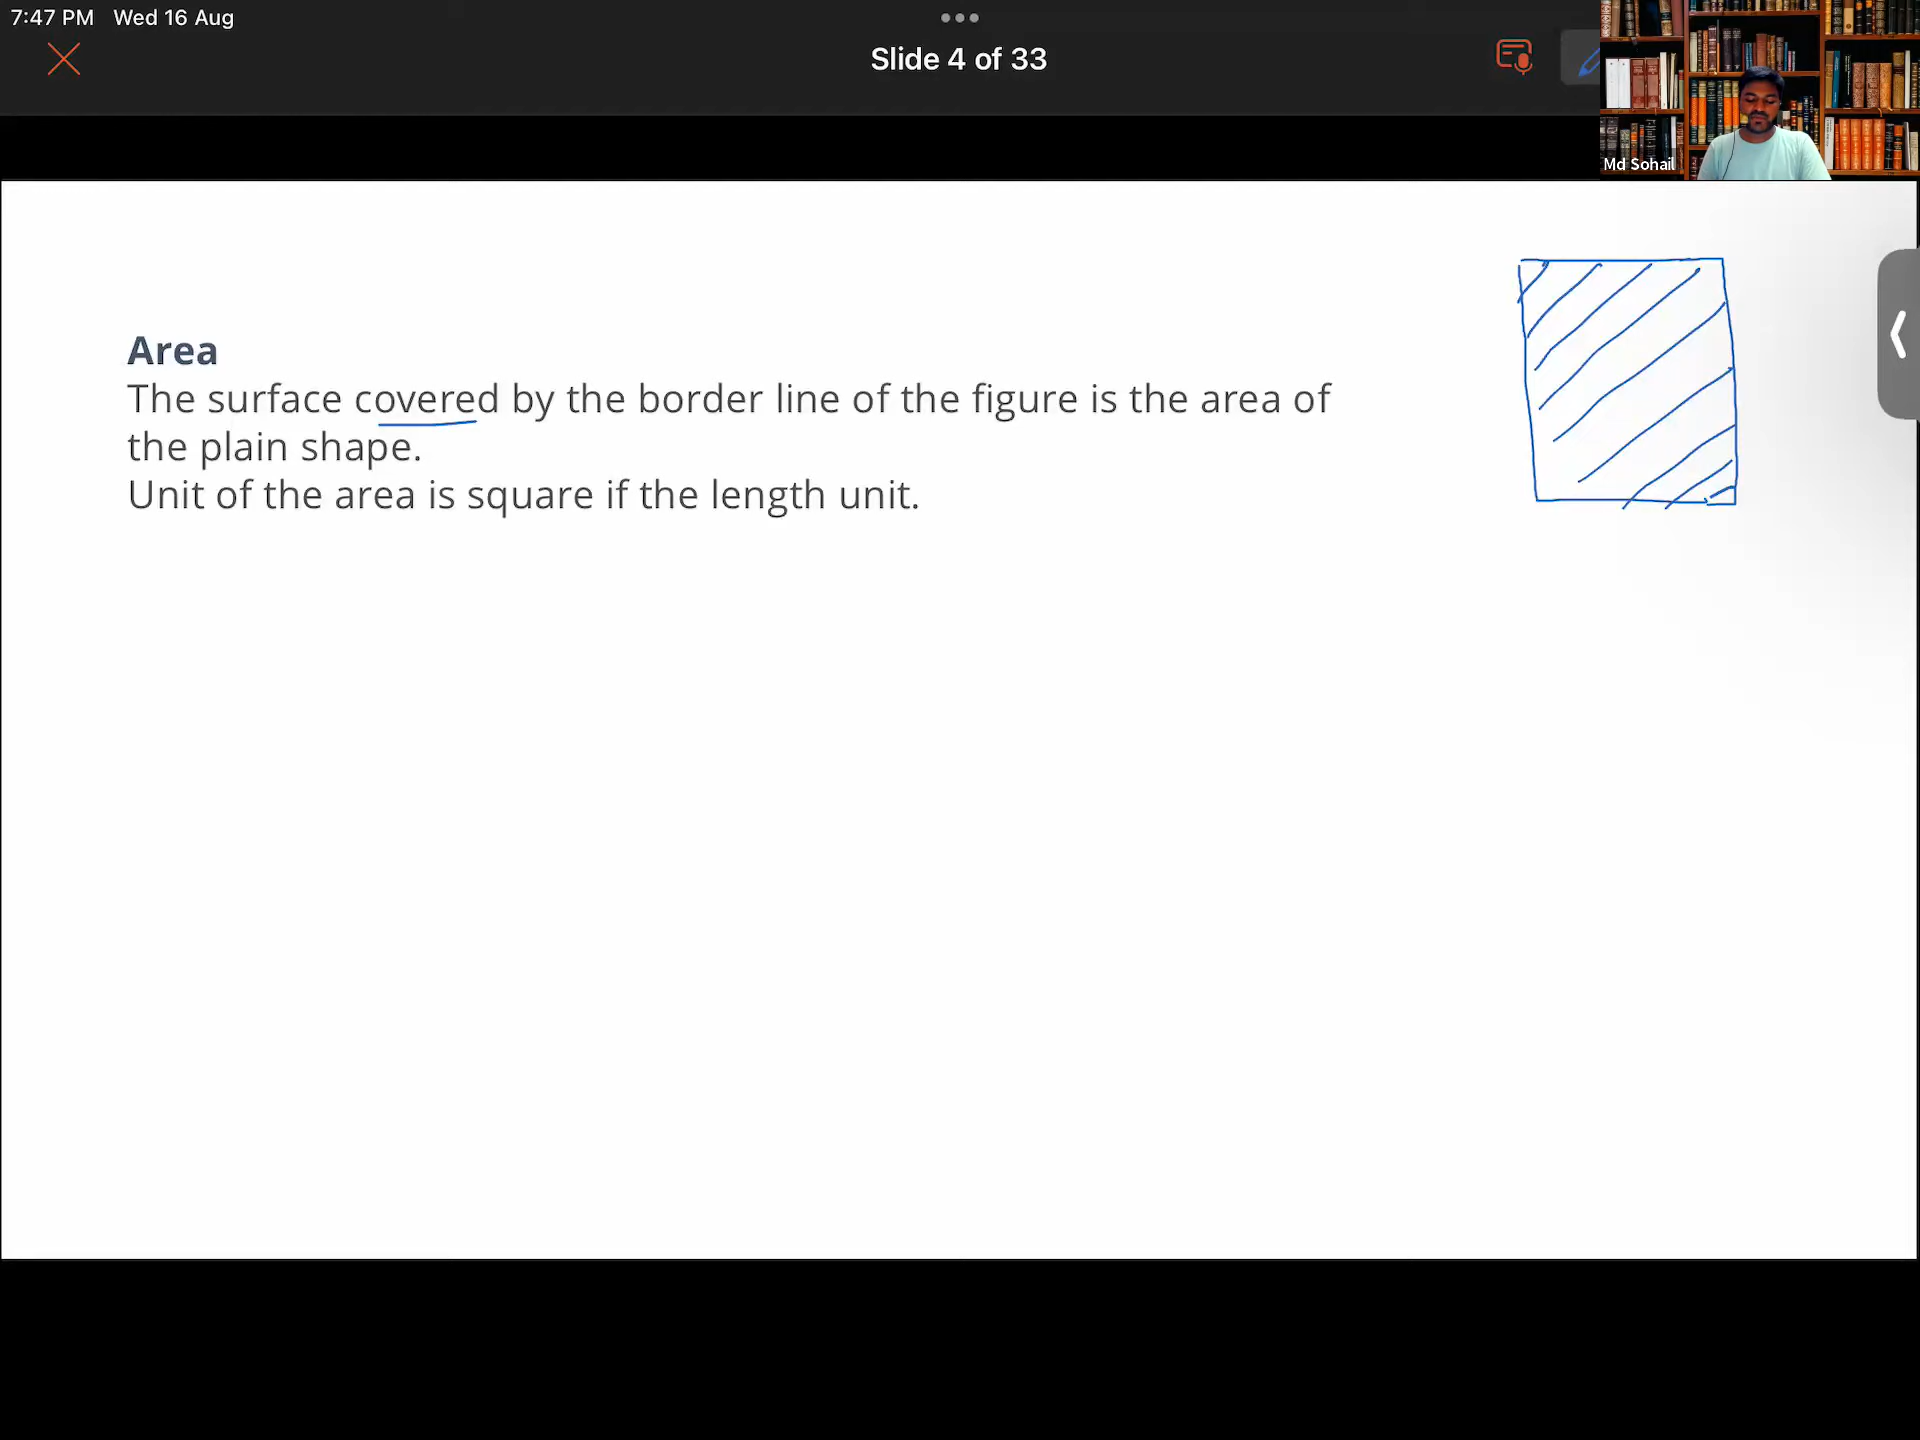 7:47 PM Wed 16 Aug
Slide 4 of 33
Md Sohail
Area
The surface covered by the border line of the figure is the area of
the plain shape.
Unit of the area is square if the length unit.